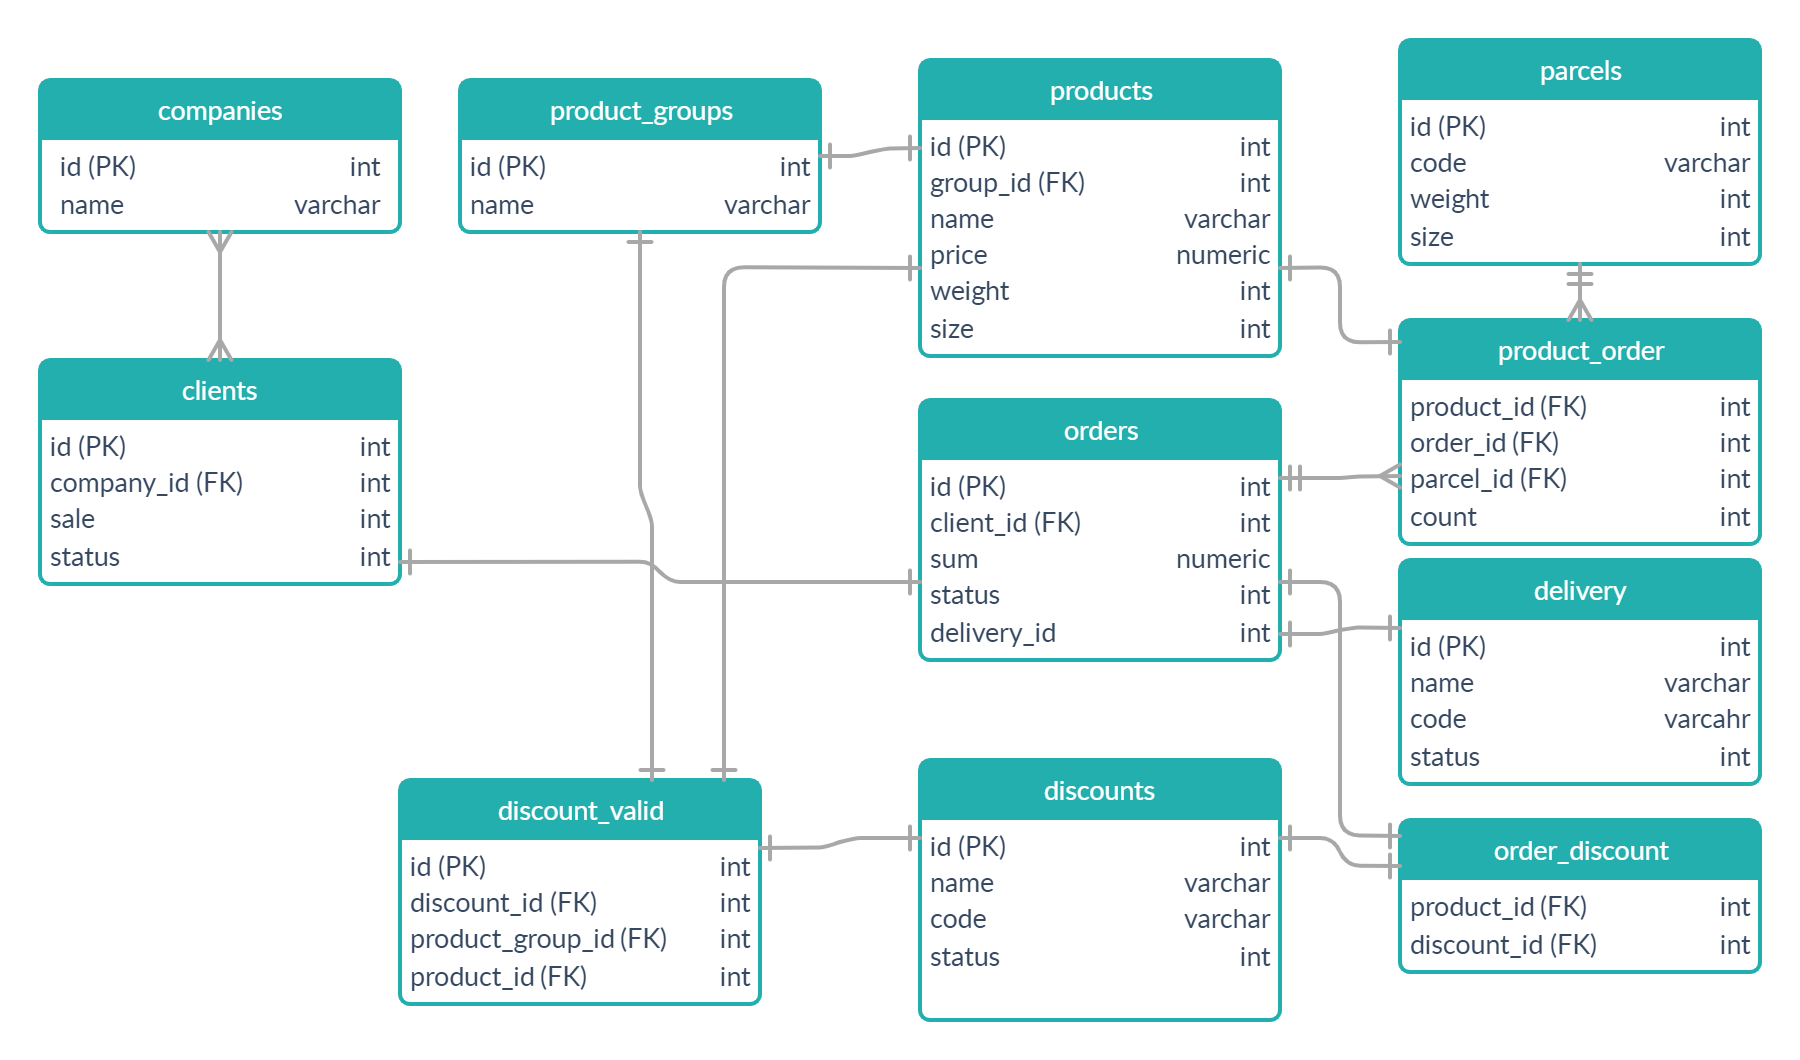 companies
id (PK) int
name varchar
product_groups
id (PK) int
name varchar
products
id (PK) int
group_id (FK) int
name varchar
price numeric
weight int
size int
parcels
id (PK) int
code varchar
weight int
size int
clients
id (PK) int
company_id (FK) int
sale int
status int
orders
id (PK) int
client_id (FK) int
sum numeric
status int
delivery_id int
product_order
product_id (FK) int
order_id (FK) int
parcel_id (FK) int
count int
delivery
id (PK) int
name varchar
code varcahr
status int
discount_valid
id (PK) int
discount_id (FK) int
product_group_id (FK) int
product_id (FK) int
discounts
id (PK) int
name varchar
code varchar
status int
order_discount
product_id (FK) int
discount_id (FK) int